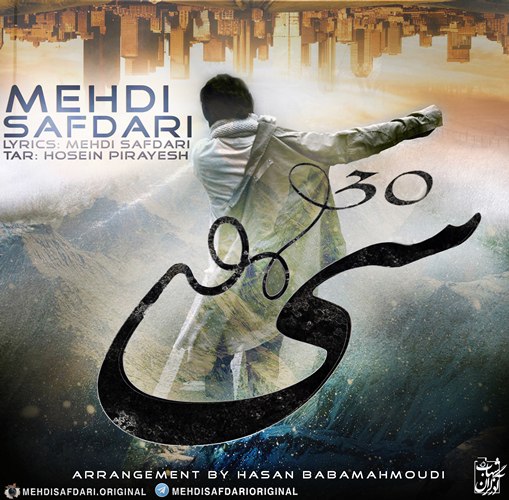 MEHDI
SAFDARI
LYRICS: MEHDI SAFDARI
TAR: HOSEIN PIRAYESH
30
سی
ARRANGEMENT BY HASAN BABAMAHMOUDI
MEHDISAFDARI.ORIGINAL
MEHDISAFDARIORIGINAL